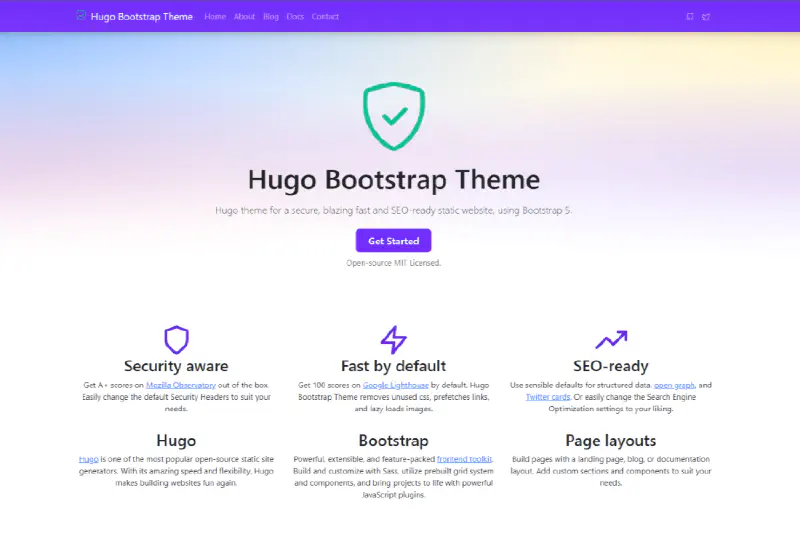 Hugo Bootstrap Theme Home About Blog Docs Contact
Hugo Bootstrap Theme
Hugo theme for a secure, blazing fast and SEO-ready static website, using Bootstrap 5.
Get Started
Open-source MIT Licensed.
Security aware
Get A+ scores on Mozilla Observatory out of the box.
Easily change the default Security Headers to suit your
needs.
Fast by default
Get 100 scores on Google Lighthouse by default. Hugo
Bootstrap Theme removes unused css, prefetches links,
and lazy loads images.
SEO-ready
Use sensible defaults for structured data, open graph, and
Twitter cards. Or easily change the Search Engine
Optimization settings to your liking.
Hugo
Hugo is one of the most popular open-source static site
generators. With its amazing speed and flexibility, Hugo
makes building websites fun again.
Bootstrap
Powerful, extensible, and feature-packed frontend toolkit.
Build and customize with Sass, utilize prebuilt grid system
and components, and bring projects to life with powerful
JavaScript plugins.
Page layouts
Build pages with a landing page, blog, or documentation
layout. Add custom sections and components to suit your
needs.